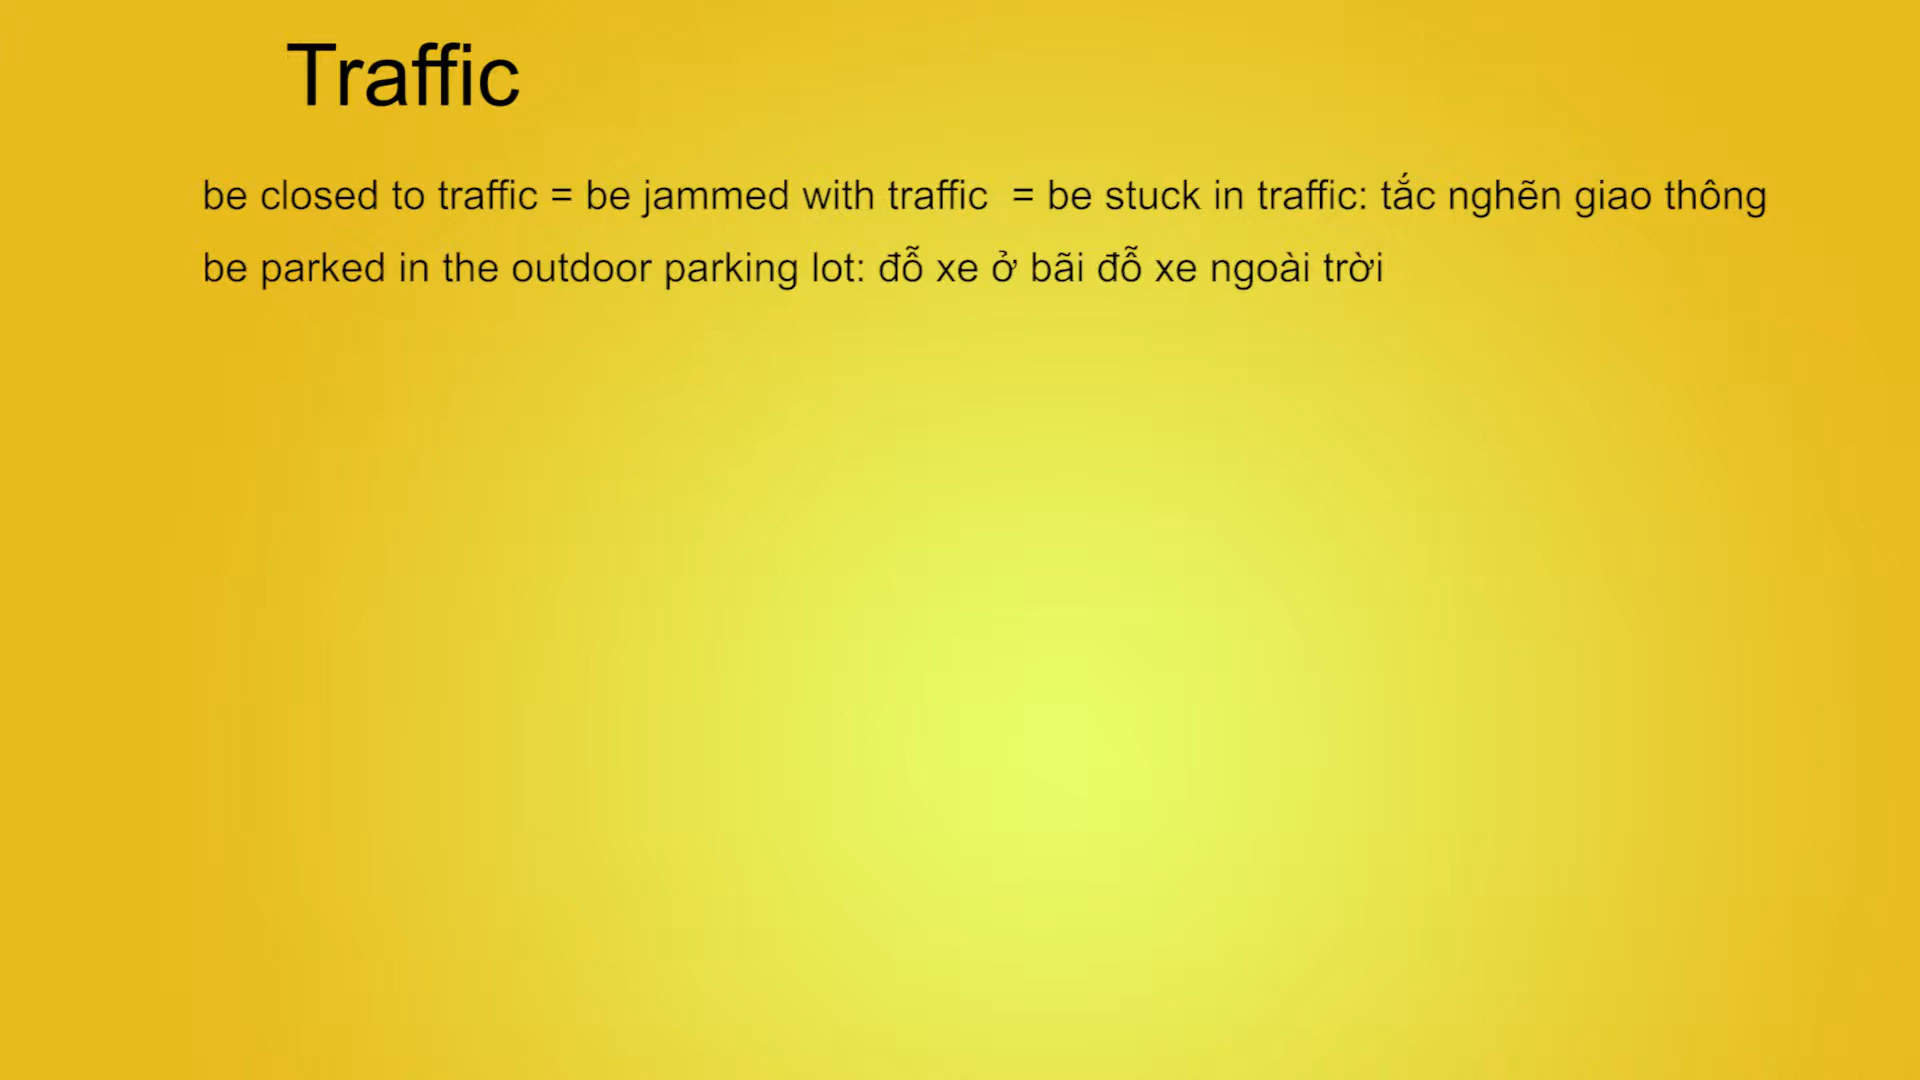 Traffic
be closed to traffic = be jammed with traffic  = be stuck in traffic: tắc nghẽn giao thông
be parked in the outdoor parking lot: đỗ xe ở bãi đỗ xe ngoài trời